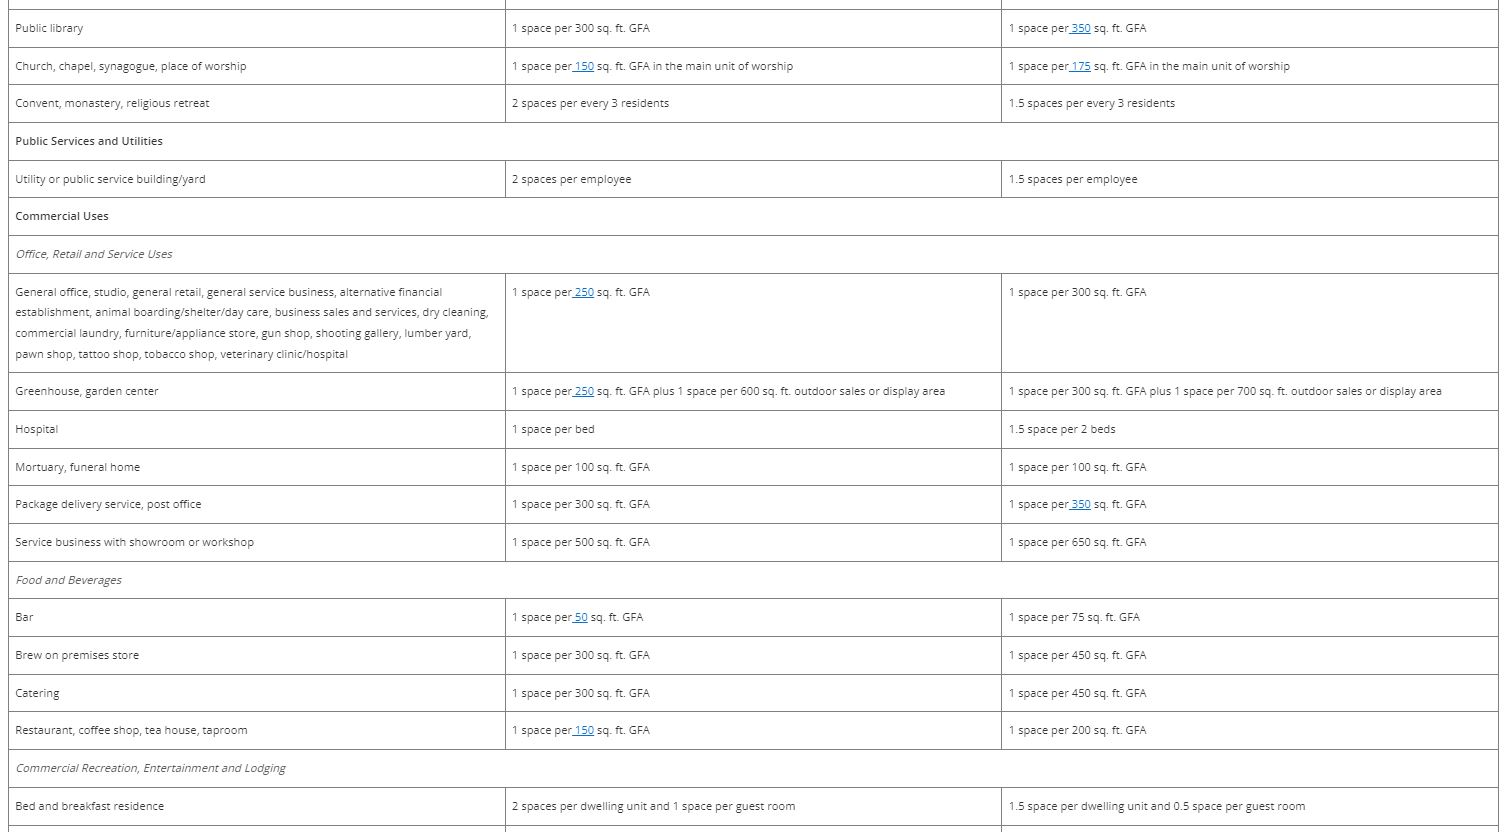 Public library 1 space per 300 sq. ft. GFA 1 space per 350 sq. ft. GFA
Church, chapel, synagogue, place of worship 1 space per 150 sq. ft. GFA in the main unit of worship 1 space per 175 sq. ft. GFA in the main unit of worship
Convent, monastery, religious retreat 2 spaces per every 3 residents 1.5 spaces per every 3 residents
Public Services and Utilities
Utility or public service building/yard 2 spaces per employee 1.5 spaces per employee
Commercial Uses
Office, Retail and Service Uses
General office, studio, general retail, general service business, alternative financial 1 space per 250 sq. ft. GFA 1 space per 300 sq. ft. GFA
establishment, animal boarding/shelter/day care, business sales and services, dry cleaning,
commercial laundry, furniture/appliance store, gun shop, shooting gallery, lumber yard,
pawn shop, tattoo shop, tobacco shop, veterinary clinic/hospital
Greenhouse, garden center 1 space per 250 sq. ft. GFA plus 1 space per 600 sq. ft. outdoor sales or display area 1 space per 300 sq. ft. GFA plus 1 space per 700 sq. ft. outdoor sales or display area
Hospital 1 space per bed 1.5 space per 2 beds
Mortuary, funeral home 1 space per 100 sq. ft. GFA 1 space per 100 sq. ft. GFA
Package delivery service, post office 1 space per 300 sq. ft. GFA 1 space per 350 sq. ft. GFA
Service business with showroom or workshop 1 space per 500 sq. ft. GFA 1 space per 650 sq. ft. GFA
Food and Beverages
Bar 1 space per 50 sq. ft. GFA 1 space per 75 sq. ft. GFA
Brew on premises store 1 space per 300 sq. ft. GFA 1 space per 450 sq. ft. GFA
Catering 1 space per 300 sq. ft. GFA 1 space per 450 sq. ft. GFA
Restaurant, coffee shop, tea house, taproom 1 space per 150 sq. ft. GFA 1 space per 200 sq. ft. GFA
Commercial Recreation, Entertainment and Lodging
Bed and breakfast residence 2 spaces per dwelling unit and 1 space per guest room 1.5 space per dwelling unit and 0.5 space per guest room